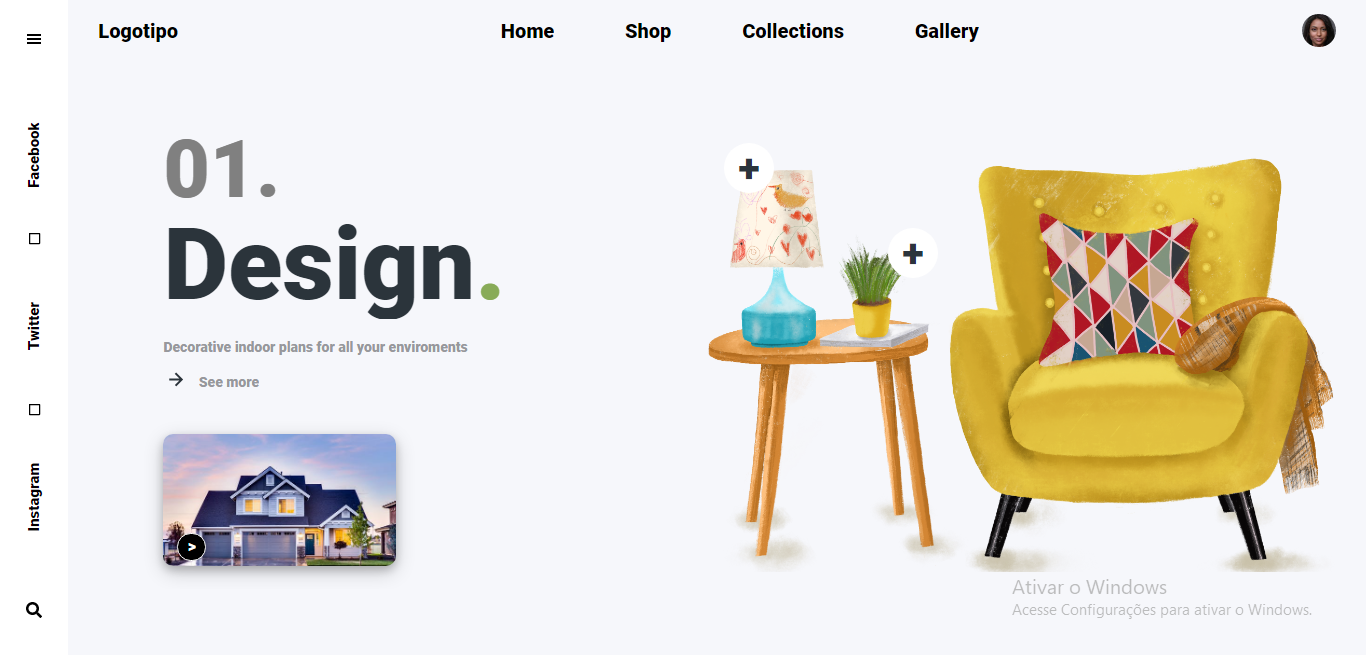 Logotipo
Home
Shop
Collections
Gallery
Facebook
Twitter
Instagram
01.
Design.
Decorative indoor plans for all your enviroments
See more
>
Ativar o Windows
Acesse Configurações para ativar o Windows.